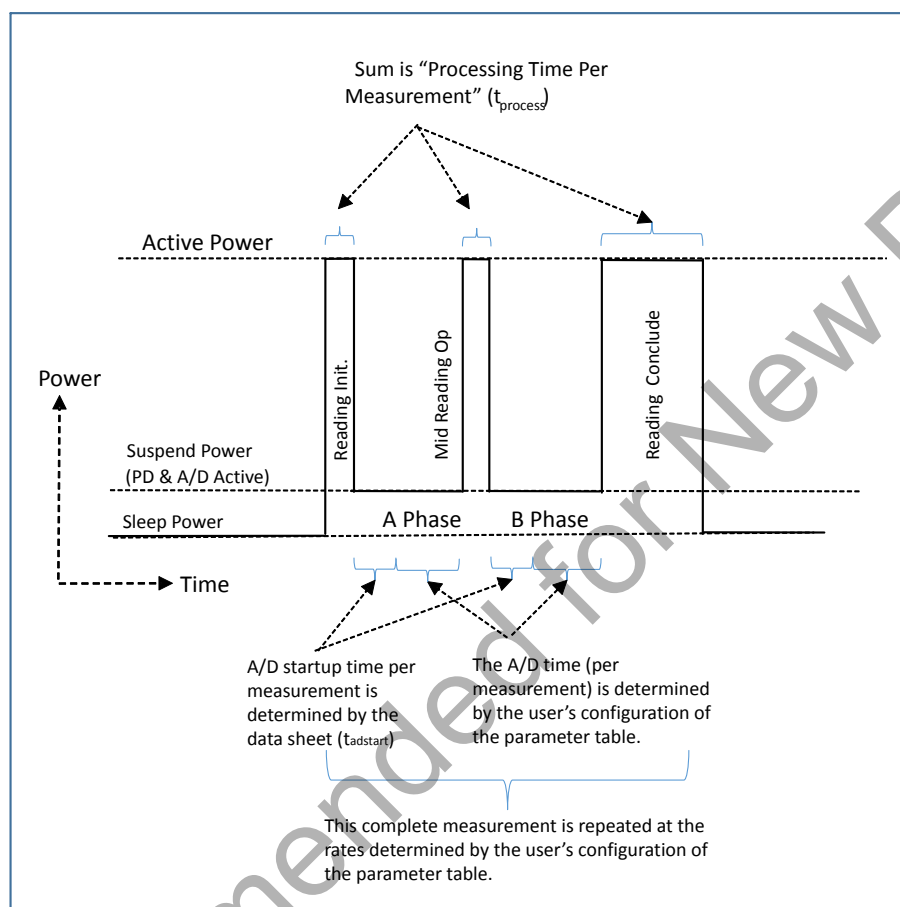 Sum is “Processing Time Per
Measurement” (tprocess)
Active Power
Reading Init.
Mid Reading Op
Reading Conclude
Power
Suspend Power
(PD & A/D Active)
A Phase
B Phase
Sleep Power
Time
A/D startup time per
measurement is
determined by the
data sheet (tadstart)
The A/D time (per
measurement) is determined
by the user’s configuration of
the parameter table.
This complete measurement is repeated at the
rates determined by the user’s configuration of
the parameter table.
mended for New